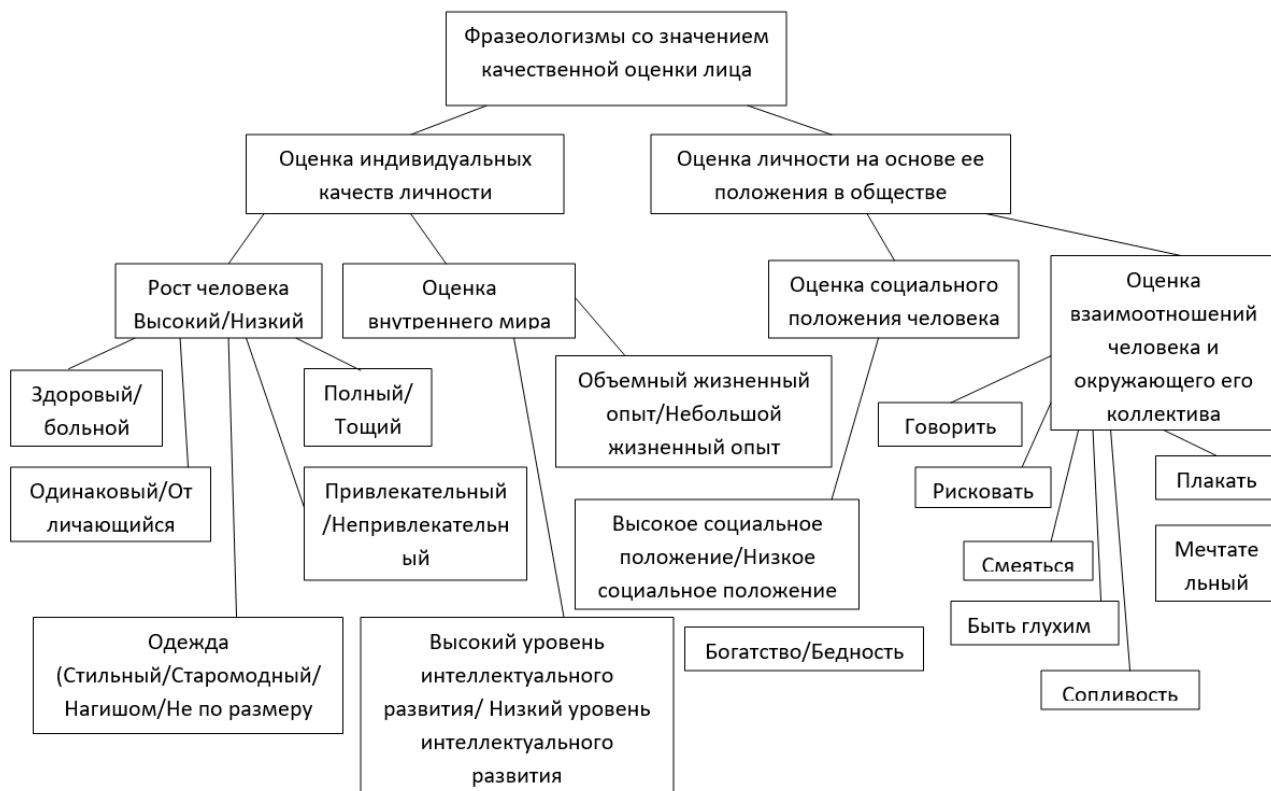 Фразеологизмы со значением
качественной оценки лица
Оценка индивидуальных
качеств личности
Оценка личности на основе ее
положения в обществе
Рост человека
Высокий/Низкий
Оценка
внутреннего мира
Оценка социального
положения человека
Оценка
взаимоотношений
человека и
окружающего его
коллектива
Здоровый/
больной
Полный/
Тощий
Объемный жизненный
опыт/Небольшой
жизненный опыт
Говорить
Одинаковый/От
личающийся
Привлекательный
/Непривлекательн
ый
Рисковать
Плакать
Высокое социальное
положение/Низкое
социальное положение
Смеяться
Мечтате
льный
Одежда
(Стильный/Старомодный/
Нагишом/Не по размеру
Высокий уровень
интеллектуального
развития/ Низкий уровень
интеллектуального
развития
Богатство/Бедность
Быть глухим
Сопливость